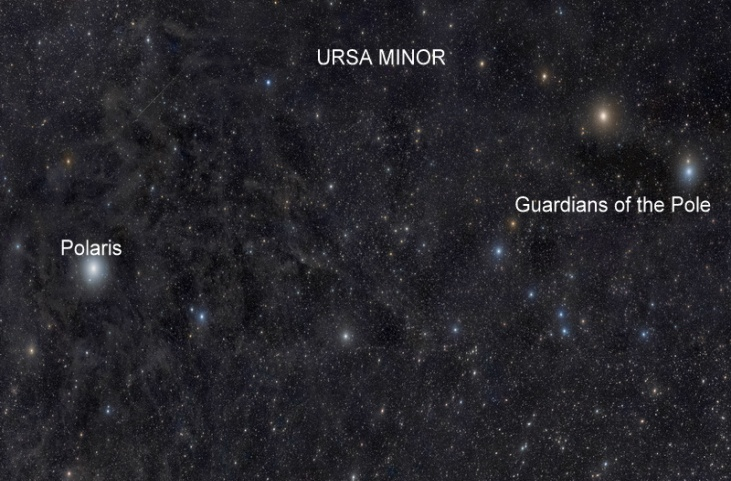 URSA MINOR
Guardians of the Pole
Polaris